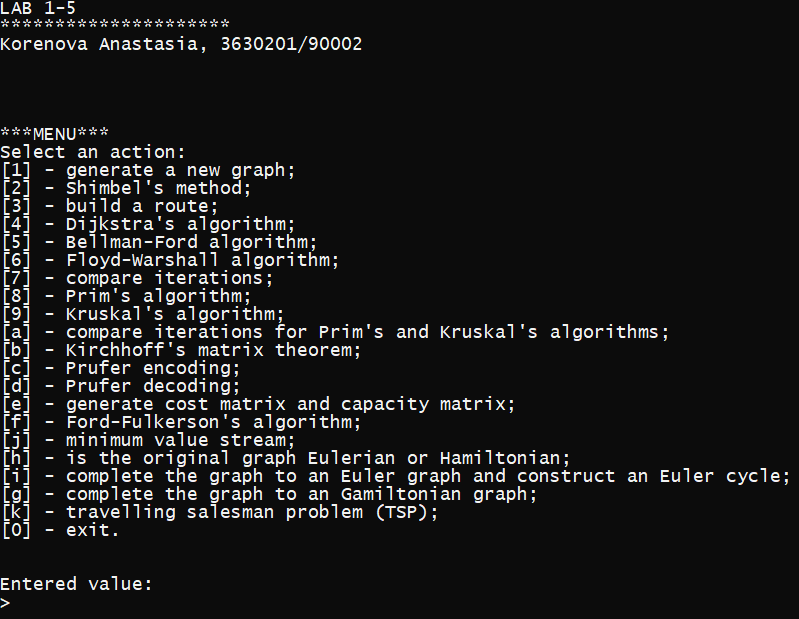 LAB 1-5
*********************
Korenova Anastasia, 3630201/90002
***MENU***
Select an action:
[1] - generate a new graph;
[2] - Shimbel's method;
[3] - build a route;
[4] - Dijkstra's algorithm;
[5] - Bellman-Ford algorithm;
[6] - Floyd-Warshall algorithm;
[7] - compare iterations;
[8] - Prim's algorithm;
[9] - Kruskal's algorithm;
[a] - compare iterations for Prim's and Kruskal's algorithms;
[b] - Kirchhoff's matrix theorem;
[c] - Prufer encoding;
[d] - Prufer decoding;
[e] - generate cost matrix and capacity matrix;
[f] - Ford-Fulkerson's algorithm;
[j] - minimum value stream;
[h] - is the original graph Eulerian or Hamiltonian;
[i] - complete the graph to an Euler graph and construct an Euler cycle;
[g] - complete the graph to an Gamiltonian graph;
[k] - travelling salesman problem (TSP);
[0] - exit.
Entered value:
>